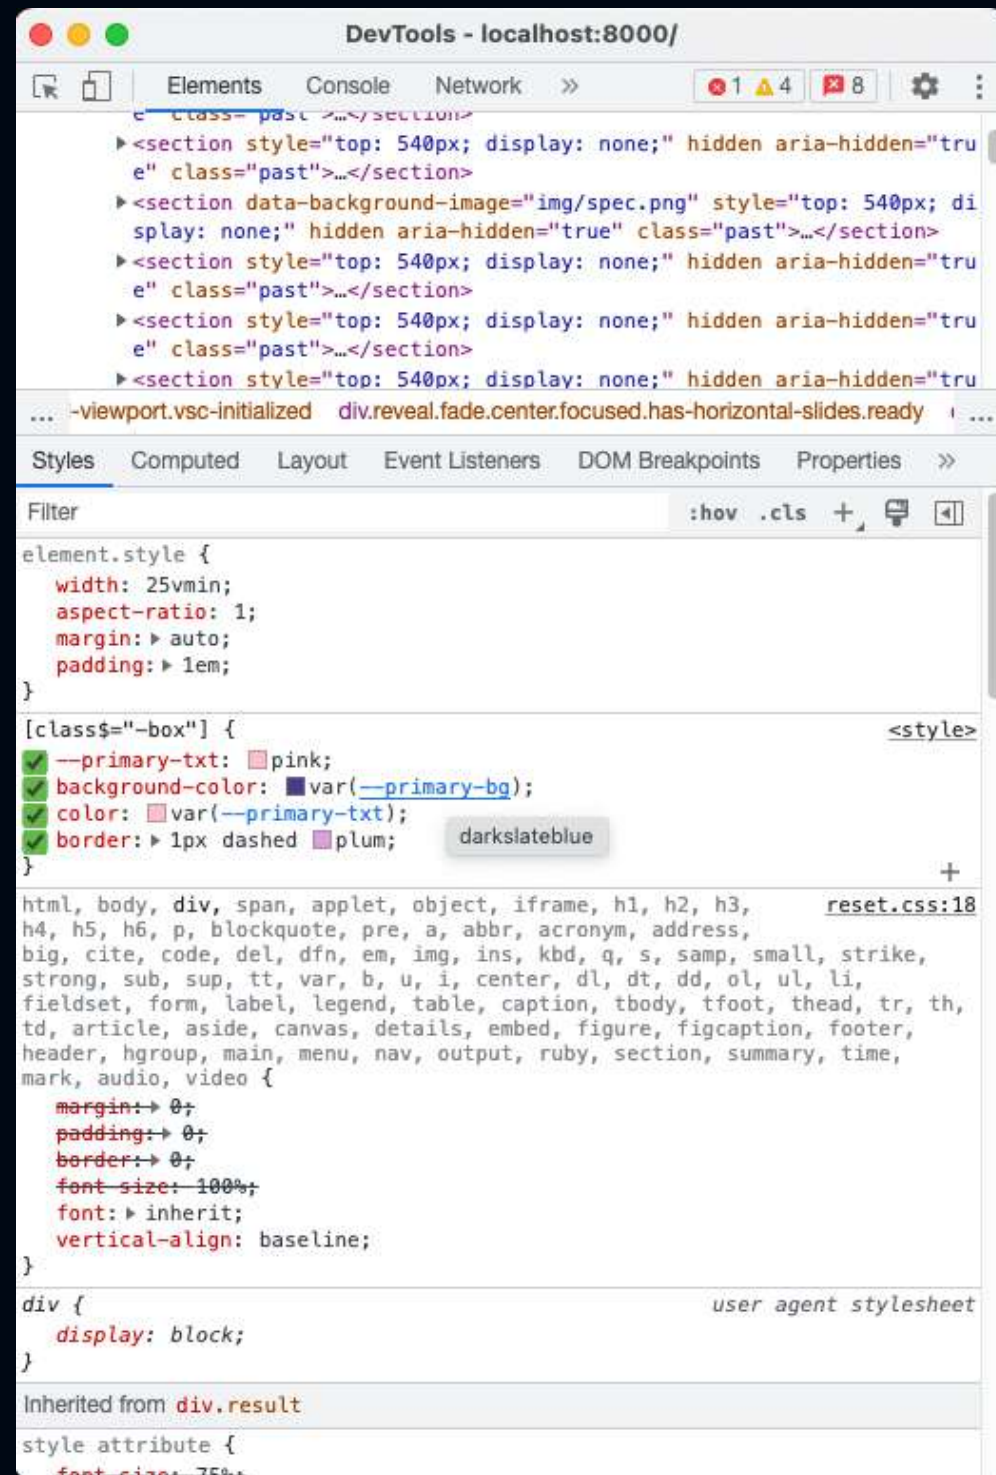 DevTools - localhost:8000/
Elements Console Network » 1 4 8
e" class="past">…</section>
<section style="top: 540px; display: none;" hidden aria-hidden="tru
e" class="past">…</section>
<section data-background-image="img/spec.png" style="top: 540px; di
splay: none;" hidden aria-hidden="true" class="past">…</section>
<section style="top: 540px; display: none;" hidden aria-hidden="tru
e" class="past">…</section>
<section style="top: 540px; display: none;" hidden aria-hidden="tru
e" class="past">…</section>
<section style="top: 540px; display: none;" hidden aria-hidden="tru
... -viewport.vsc-initialized div.reveal.fade.center.focused.has-horizontal-slides.ready ...
Styles Computed Layout Event Listeners DOM Breakpoints Properties »
Filter :hov .cls +
element.style {
width: 25vmin;
aspect-ratio: 1;
margin: auto;
padding: 1em;
}
[class$="-box"] { <style>
--primary-txt: pink;
background-color: var(--primary-bg);
color: var(--primary-txt);
darkslateblue
border: 1px dashed plum;
}
+
html, body, div, span, applet, object, iframe, h1, h2, h3, reset.css:18
h4, h5, h6, p, blockquote, pre, a, abbr, acronym, address,
big, cite, code, del, dfn, em, img, ins, kbd, q, s, samp, small, strike,
strong, sub, sup, tt, var, b, u, i, center, dl, dt, dd, ol, ul, li,
fieldset, form, label, legend, table, caption, tbody, tfoot, thead, tr, th,
td, article, aside, canvas, details, embed, figure, figcaption, footer,
header, hgroup, main, menu, nav, output, ruby, section, summary, time,
mark, audio, video {
margin: 0;
padding: 0;
border: 0;
font-size: 100%;
font: inherit;
vertical-align: baseline;
}
div { user agent stylesheet
display: block;
}
Inherited from div.result
style attribute {
font-size: 75%;